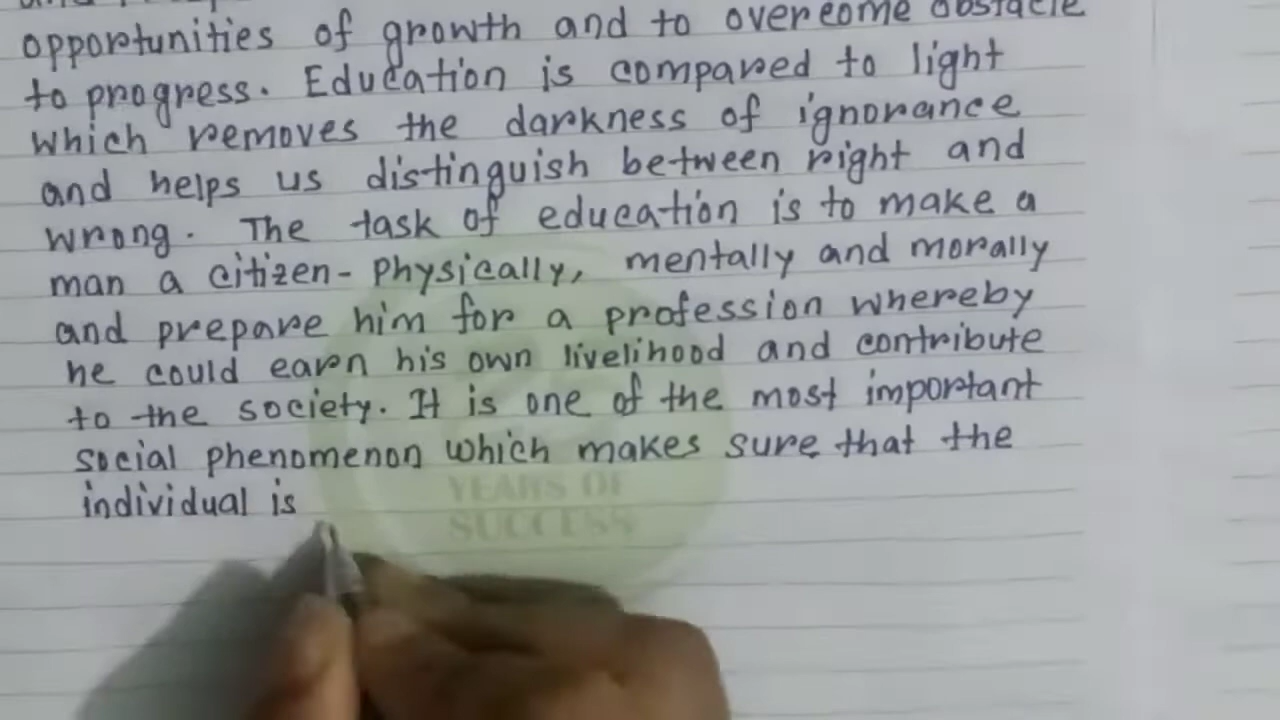 opportunities of growth and to overcome obstacle
to progress. Education is compared to light
which removes the darkness of ignorance
and helps us distinguish between right and
wrong. The task of education is to make a
man a citizen - physically, mentally and morally
and prepare him for a profession whereby
he could earn his own livelihood and contribute
to the society. It is one of the most important
social phenomenon which makes sure that the
individual is
YEARS OF
SUCCESS